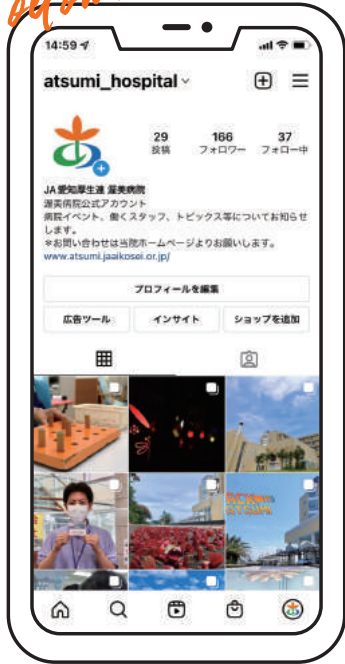 14:59
atsumi_hospital
29 166 37
投稿 フォロワー フォロー中
JA 愛知厚生連 渥美病院
渥美病院公式アカウント
病院イベント、働くスタッフ、トピックス等についてお知らせ
します。
＊お問い合わせは当院ホームページよりお願いします。
www.atsumi.jaaikosei.or.jp/
プロフィールを編集
広告ツール インサイト ショップを追加
ATSUMI